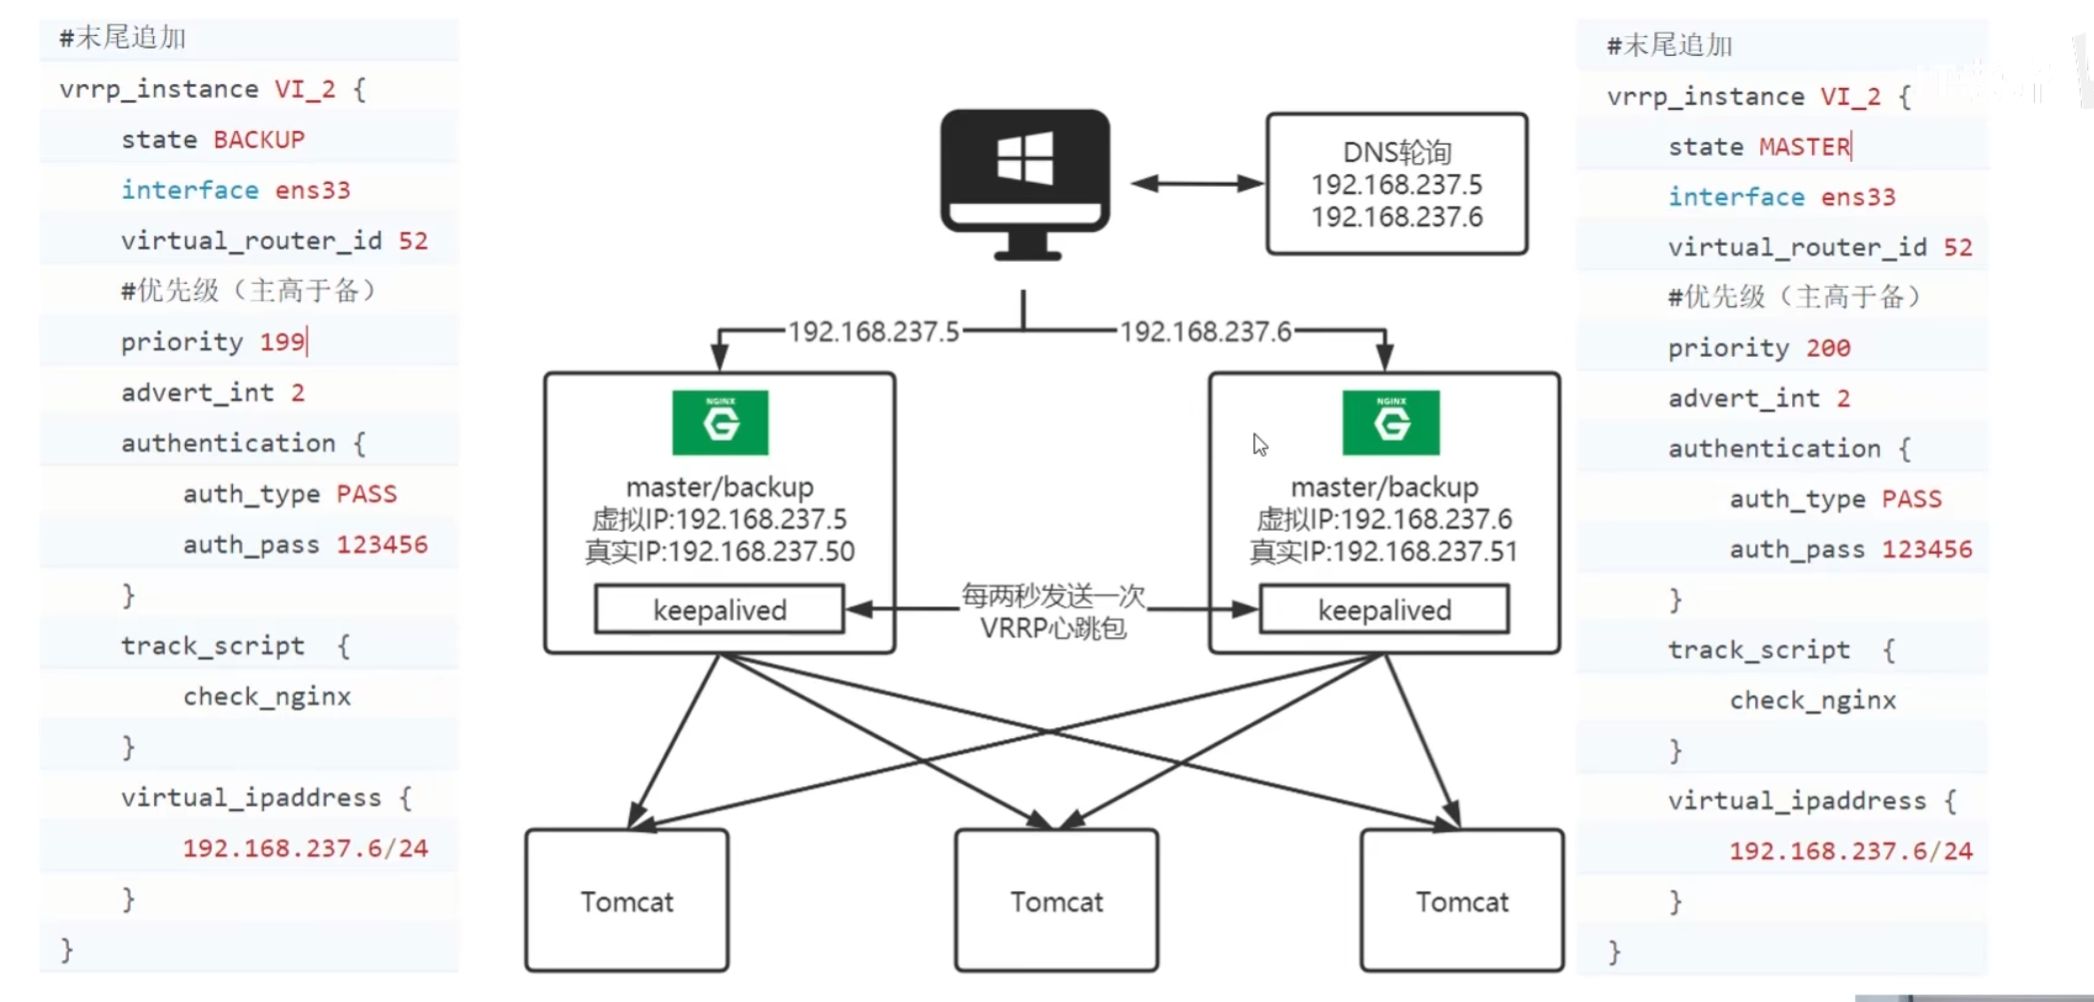 #末尾追加
vrrp_instance VI_2 {
state BACKUP
interface ens33
virtual_router_id 52
#优先级（主高于备）
priority 199
advert_int 2
authentication {
auth_type PASS
auth_pass 123456
}
track_script {
check_nginx
}
virtual_ipaddress {
192.168.237.6/24
}
}
DNS轮询
192.168.237.5
192.168.237.6
192.168.237.5
192.168.237.6
NGINX
G
master/backup
虚拟IP:192.168.237.5
真实IP:192.168.237.50
keepalived
每两秒发送一次
VRRP心跳包
NGINX
G
master/backup
虚拟IP:192.168.237.6
真实IP:192.168.237.51
keepalived
Tomcat
Tomcat
Tomcat
#末尾追加
vrrp_instance VI_2 {
state MASTER
interface ens33
virtual_router_id 52
#优先级（主高于备）
priority 200
advert_int 2
authentication {
auth_type PASS
auth_pass 123456
}
track_script {
check_nginx
}
virtual_ipaddress {
192.168.237.6/24
}
}